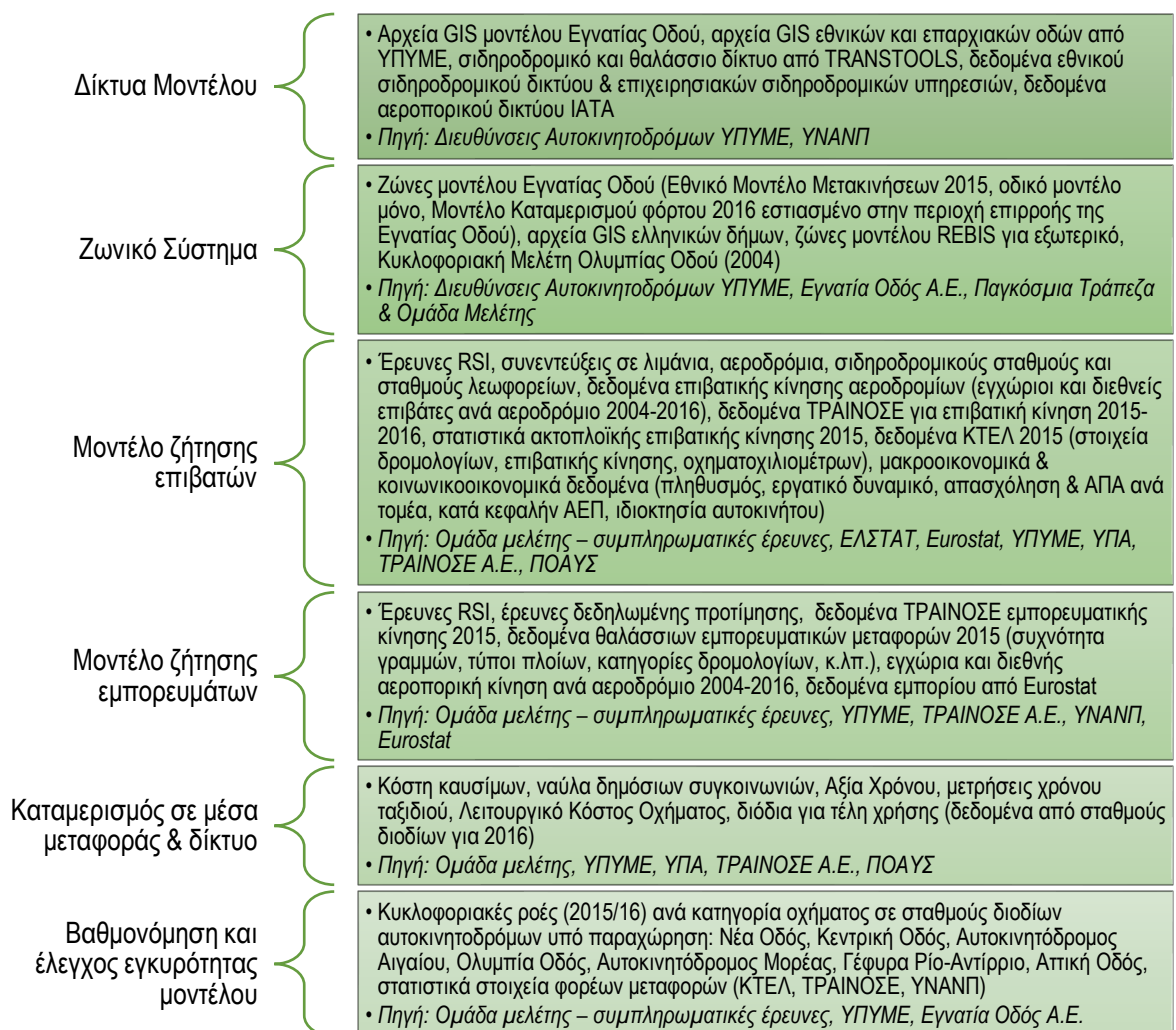 Δίκτυα Μοντέλου
• Αρχεία GIS μοντέλου Εγνατίας Οδού, αρχεία GIS εθνικών και επαρχιακών οδών από
ΥΠΥΜΕ, σιδηροδρομικό και θαλάσσιο δίκτυο από TRANSTOOLS, δεδομένα εθνικού
σιδηροδρομικού δικτύου & επιχειρησιακών σιδηροδρομικών υπηρεσιών, δεδομένα
αεροπορικού δικτύου IATA
• Πηγή: Διευθύνσεις Αυτοκινητοδρόμων ΥΠΥΜΕ, ΥΝΑΝΠ
Ζωνικό Σύστημα
• Ζώνες μοντέλου Εγνατίας Οδού (Εθνικό Μοντέλο Μετακινήσεων 2015, οδικό μοντέλο
μόνο, Μοντέλο Καταμερισμού φόρτου 2016 εστιασμένο στην περιοχή επιρροής της
Εγνατίας Οδού), αρχεία GIS ελληνικών δήμων, ζώνες μοντέλου REBIS για εξωτερικό,
Κυκλοφοριακή Μελέτη Ολυμπίας Οδού (2004)
• Πηγή: Διευθύνσεις Αυτοκινητοδρόμων ΥΠΥΜΕ, Εγνατία Οδός Α.Ε., Παγκόσμια Τράπεζα
& Ομάδα Μελέτης
Μοντέλο ζήτησης
επιβατών
• Έρευνες RSI, συνεντεύξεις σε λιμάνια, αεροδρόμια, σιδηροδρομικούς σταθμούς και
σταθμούς λεωφορείων, δεδομένα επιβατικής κίνησης αεροδρομίων (εγχώριοι και διεθνείς
επιβάτες ανά αεροδρόμιο 2004-2016), δεδομένα ΤΡΑΙΝΟΣΕ για επιβατική κίνηση 2015-
2016, στατιστικά ακτοπλοϊκής επιβατικής κίνησης 2015, δεδομένα ΚΤΕΛ 2015 (στοιχεία
δρομολογίων, επιβατικής κίνησης, οχηματοχιλιομέτρων), μακροοικονομικά &
κοινωνικοοικονομικά δεδομένα (πληθυσμός, εργατικό δυναμικό, απασχόληση & ΑΠΑ ανά
τομέα, κατά κεφαλήν ΑΕΠ, ιδιοκτησία αυτοκινήτου)
• Πηγή: Ομάδα μελέτης – συμπληρωματικές έρευνες, ΕΛΣΤΑΤ, Eurostat, ΥΠΥΜΕ, ΥΠΑ,
ΤΡΑΙΝΟΣΕ Α.Ε., ΠΟΑΥΣ
Μοντέλο ζήτησης
εμπορευμάτων
• Έρευνες RSI, έρευνες δεδηλωμένης προτίμησης, δεδομένα ΤΡΑΙΝΟΣΕ εμπορευματικής
κίνησης 2015, δεδομένα θαλάσσιων εμπορευματικών μεταφορών 2015 (συχνότητα
γραμμών, τύποι πλοίων, κατηγορίες δρομολογίων, κ.λπ.), εγχώρια και διεθνής
αεροπορική κίνηση ανά αεροδρόμιο 2004-2016, δεδομένα εμπορίου από Eurostat
• Πηγή: Ομάδα μελέτης – συμπληρωματικές έρευνες, ΥΠΥΜΕ, ΤΡΑΙΝΟΣΕ Α.Ε., ΥΝΑΝΠ,
Eurostat
Καταμερισμός σε μέσα
μεταφοράς & δίκτυο
• Κόστη καυσίμων, ναύλα δημόσιων συγκοινωνιών, Αξία Χρόνου, μετρήσεις χρόνου
ταξιδιού, Λειτουργικό Κόστος Οχήματος, διόδια για τέλη χρήσης (δεδομένα από σταθμούς
διοδίων για 2016)
• Πηγή: Ομάδα μελέτης, ΥΠΥΜΕ, ΥΠΑ, ΤΡΑΙΝΟΣΕ Α.Ε., ΠΟΑΥΣ
Βαθμονόμηση και
έλεγχος εγκυρότητας
μοντέλου
• Κυκλοφοριακές ροές (2015/16) ανά κατηγορία οχήματος σε σταθμούς διοδίων
αυτοκινητοδρόμων υπό παραχώρηση: Νέα Οδός, Κεντρική Οδός, Αυτοκινητόδρομος
Αιγαίου, Ολυμπία Οδός, Αυτοκινητόδρομος Μορέας, Γέφυρα Ρίο-Αντίρριο, Αττική Οδός,
στατιστικά στοιχεία φορέων μεταφορών (ΚΤΕΛ, ΤΡΑΙΝΟΣΕ, ΥΝΑΝΠ)
• Πηγή: Ομάδα μελέτης – συμπληρωματικές έρευνες, ΥΠΥΜΕ, Εγνατία Οδός Α.Ε.